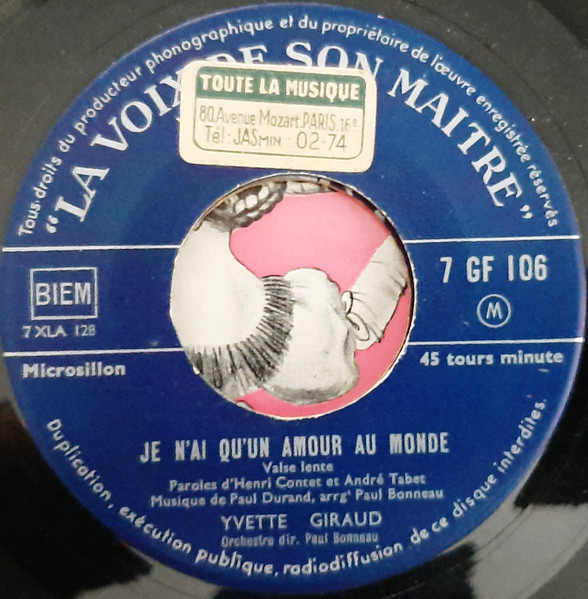 Tous droits du producteur phonographique et du propriétaire de l'œuvre enregistrée réservés
"LA VOIX DE SON MAITRE"
TOUTE LA MUSIQUE
80, Avenue Mozart. PARIS. 16e
Tél : JASMIN : 02-74
BIEM
7 XLA 128
7 GF 106
M
Microsillon
45 tours minute
JE N'AI QU'UN AMOUR AU MONDE
Valse lente
Paroles d'Henri Contet et André Tabet
Musique de Paul Durand, arrgt Paul Bonneau
YVETTE GIRAUD
Orchestre dir. Paul Bonneau
Duplication, exécution publique, radiodiffusion de ce disque interdites.